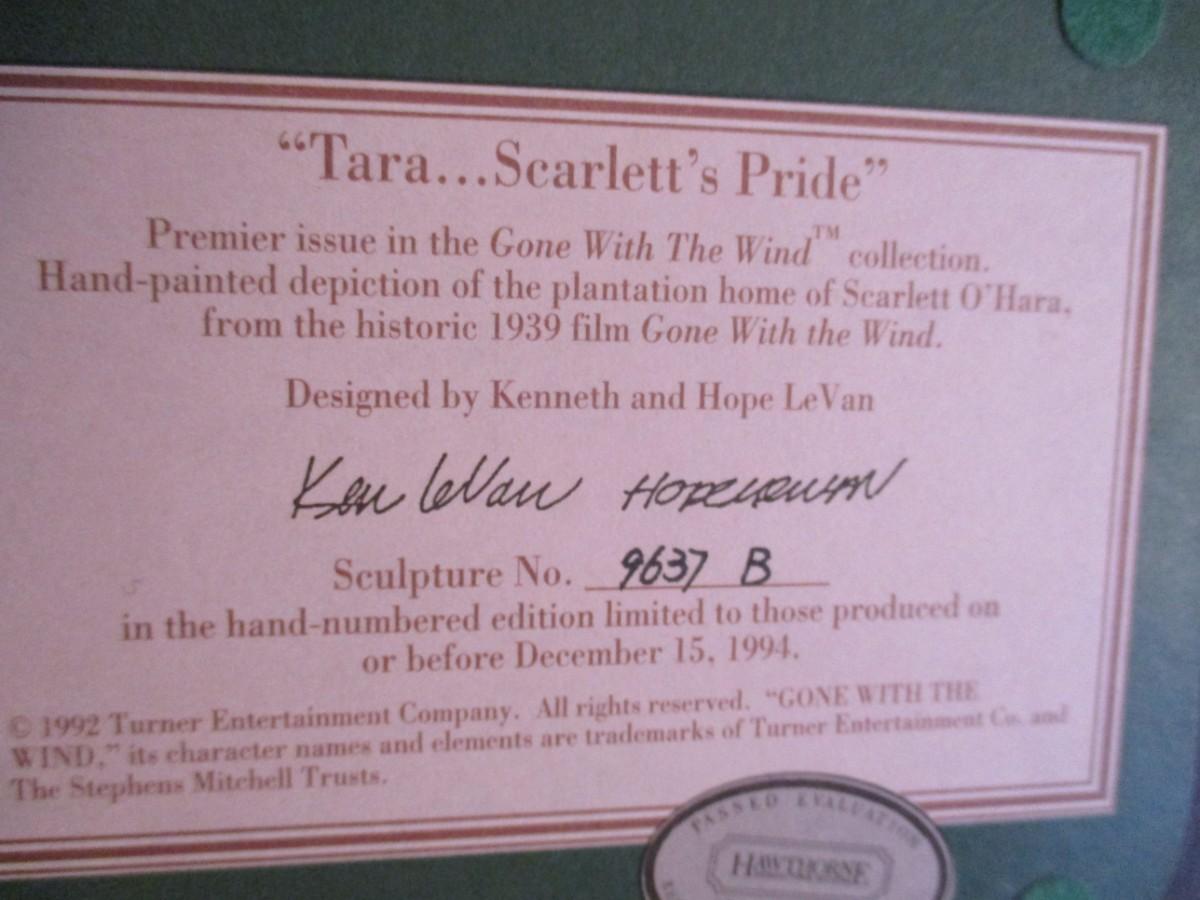 “Tara...Scarlett’s Pride”
Premier issue in the Gone With The Wind™ collection.
Hand-painted depiction of the plantation home of Scarlett O’Hara,
from the historic 1939 film Gone With the Wind.
Designed by Kenneth and Hope LeVan
Ken LeVan Hope LeVan
Sculpture No. 9637 B
in the hand-numbered edition limited to those produced on
or before December 15, 1994.
© 1992 Turner Entertainment Company. All rights reserved. “GONE WITH THE
WIND,” its character names and elements are trademarks of Turner Entertainment Co. and
The Stephens Mitchell Trusts.
PASSED EVALUATION
HAWTHORNE